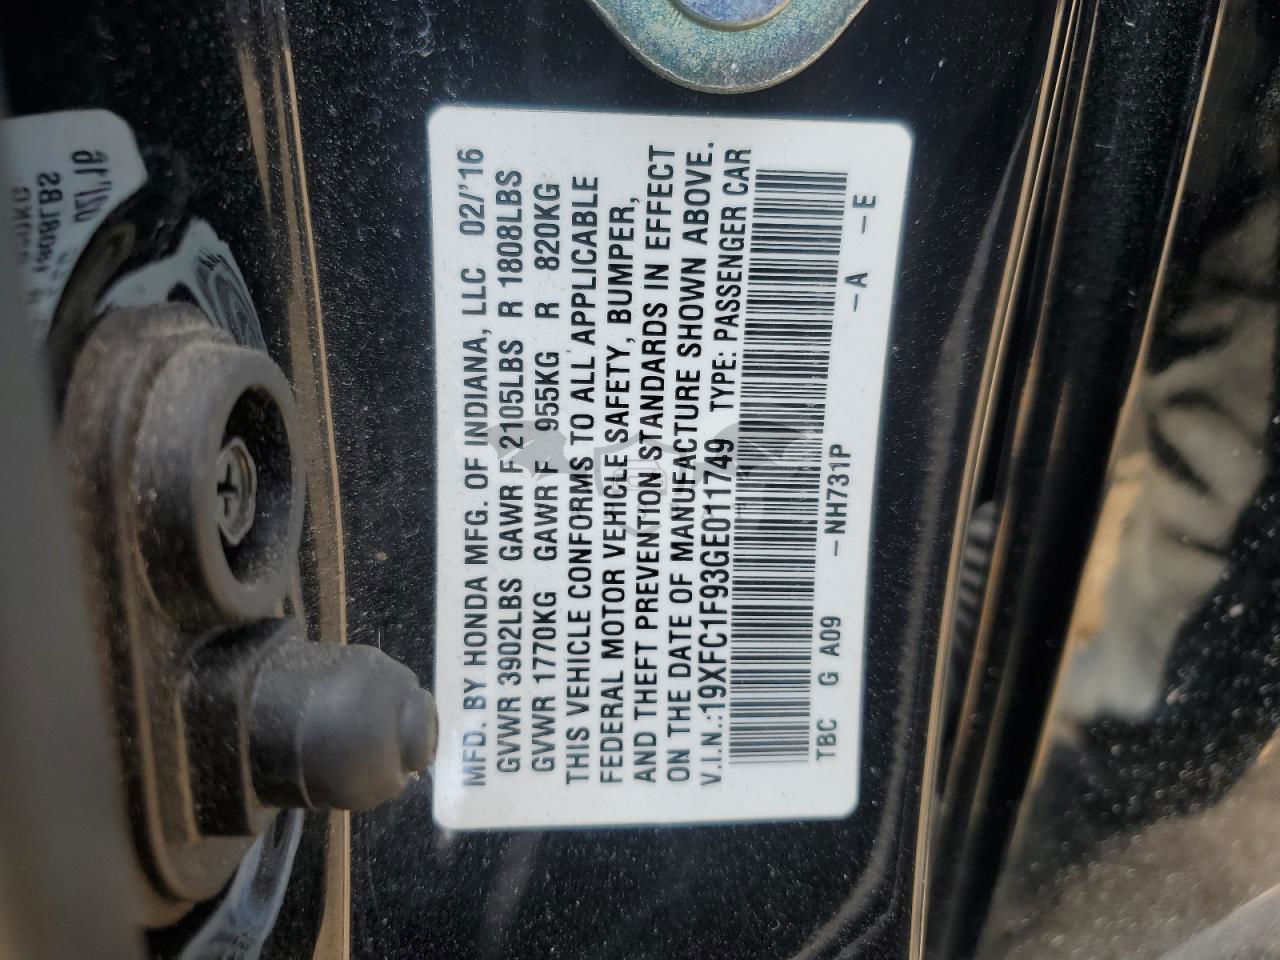 MFD. BY HONDA MFG. OF INDIANA, LLC 02/'16
GVWR 3902LBS GAWR F 2105LBS R 1808LBS
GVWR 1770KG GAWR F 955KG R 820KG
THIS VEHICLE CONFORMS TO ALL APPLICABLE
FEDERAL MOTOR VEHICLE SAFETY, BUMPER,
AND THEFT PREVENTION STANDARDS IN EFFECT
ON THE DATE OF MANUFACTURE SHOWN ABOVE.
V.I.N.:19XFC1F93GE011749 TYPE: PASSENGER CAR
TBC G A09 -NH731P -A -E